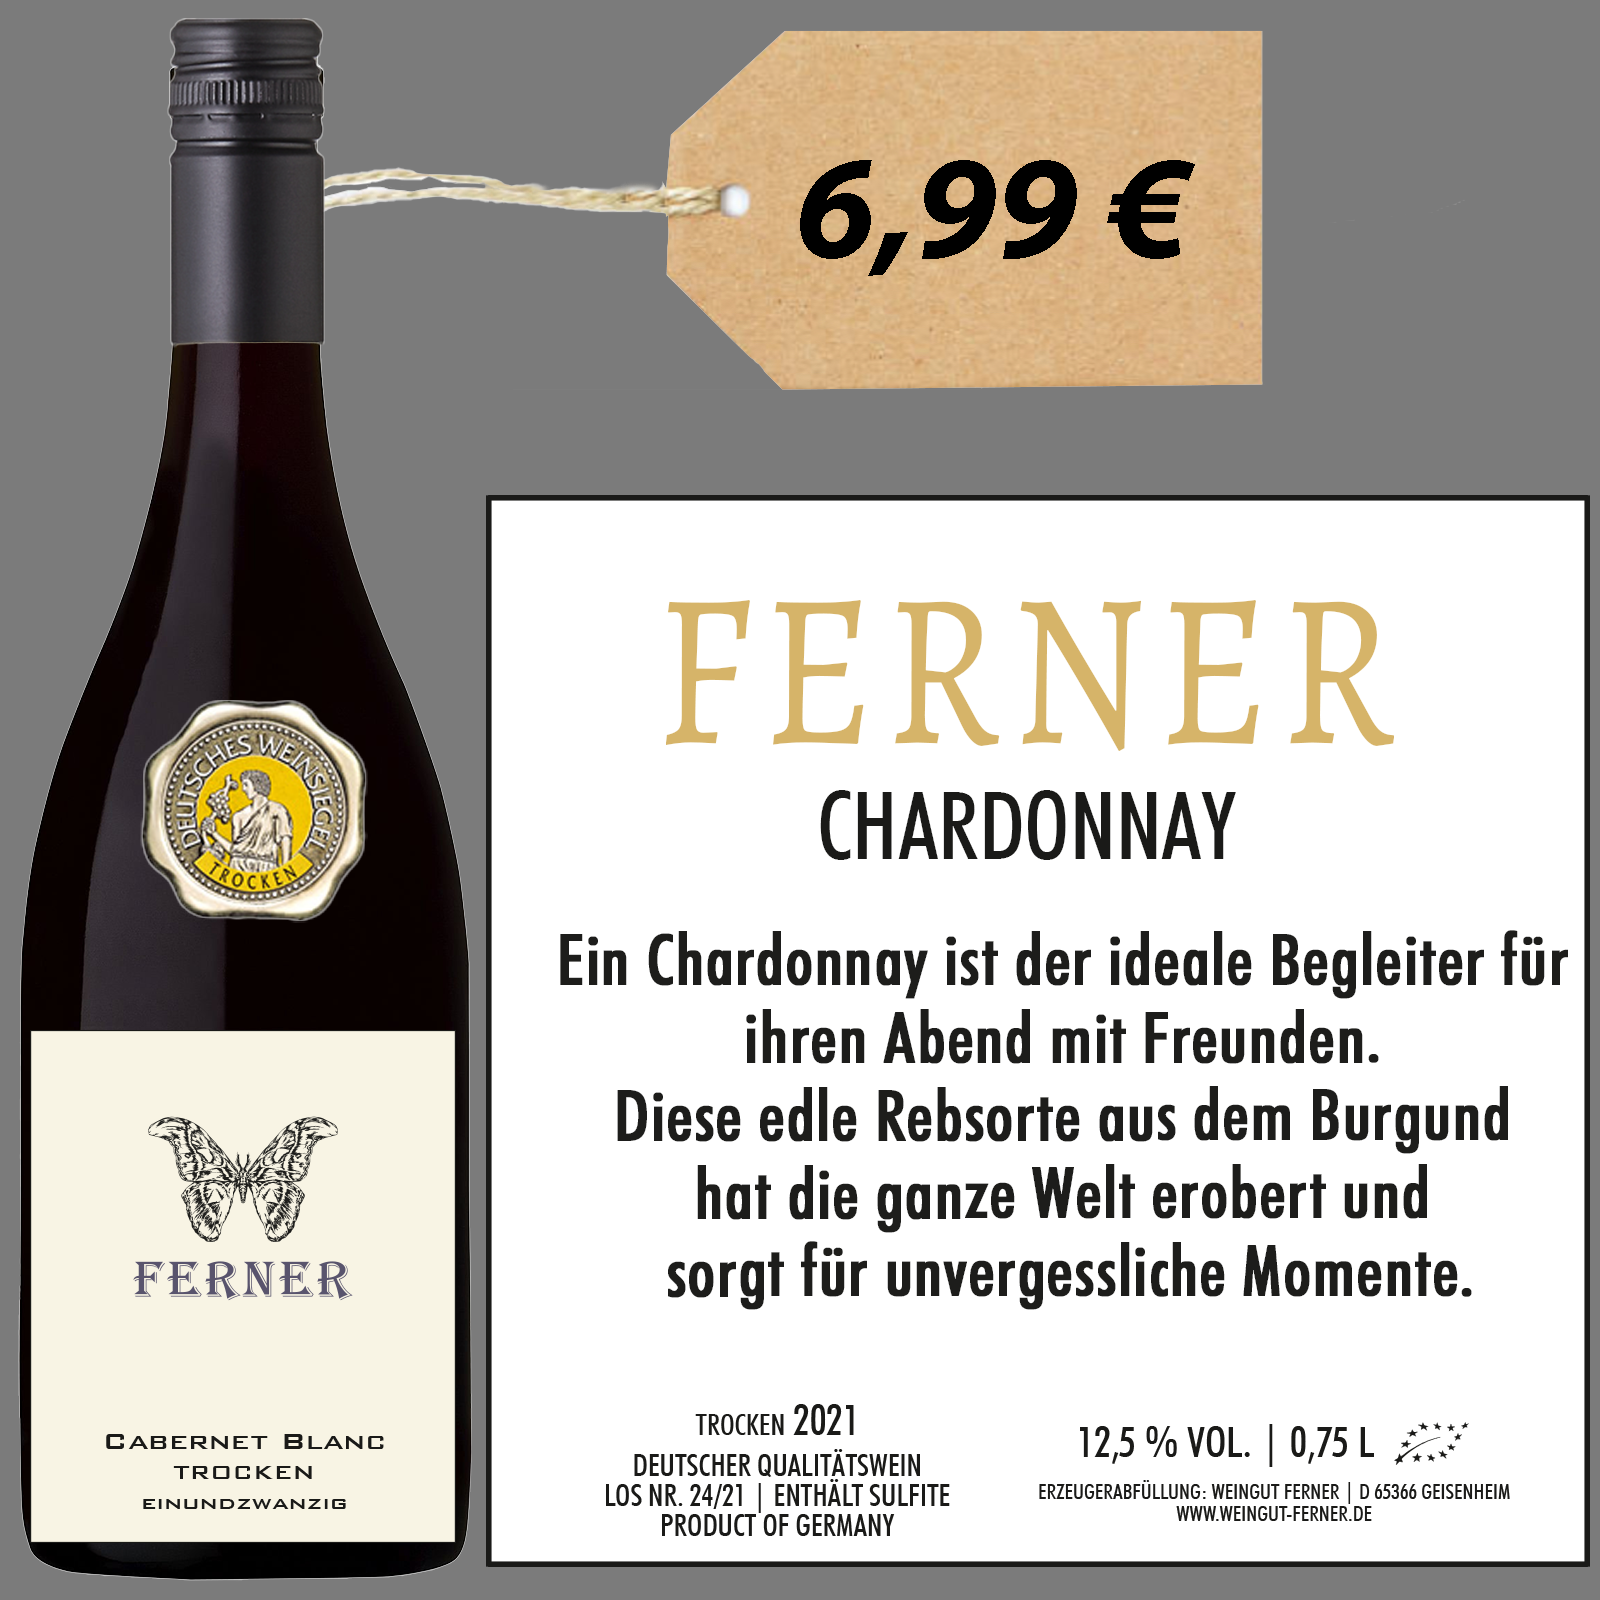 6,99 €
DEUTSCHES WEINSIEGEL
TROCKEN
FERNER
CABERNET BLANC
TROCKEN
EINUNDZWANZIG
FERNER
CHARDONNAY
Ein Chardonnay ist der ideale Begleiter für
ihren Abend mit Freunden.
Diese edle Rebsorte aus dem Burgund
hat die ganze Welt erobert und
sorgt für unvergessliche Momente.
TROCKEN 2021
DEUTSCHER QUALITÄTSWEIN
LOS NR. 24/21 | ENTHÄLT SULFITE
PRODUCT OF GERMANY
12,5 % VOL. | 0,75 L
ERZEUGERABFÜLLUNG: WEINGUT FERNER | D 65366 GEISENHEIM
WWW.WEINGUT-FERNER.DE